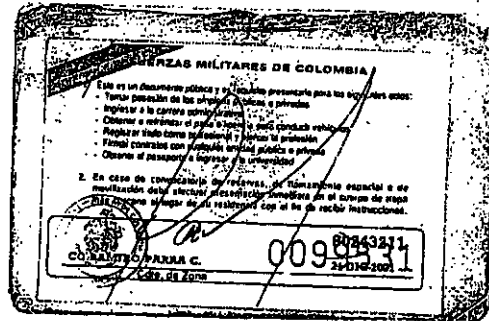 FUERZAS MILITARES DE COLOMBIA
Este es un documento público y es requisito presentarlo para los siguientes actos:
- Tomar posesión de los empleos públicos o privados
- Ingresar a la carrera administrativa
- Obtener o refrendar el pase o licencia para conducir vehículos
- Registrar título como profesional y ejercer la profesión
- Firmar contratos con cualquier entidad pública o privada
- Obtener el pasaporte e ingresar a la universidad
2. En caso de convocatoria de reservas, de llamamiento especial o de
movilización debe efectuar presentación inmediata en el cuerpo de tropa
más cercano al lugar de su residencia con el fin de recibir instrucciones.
80243211
CO. RAMIRO PARRA C.
Cdte. de Zona